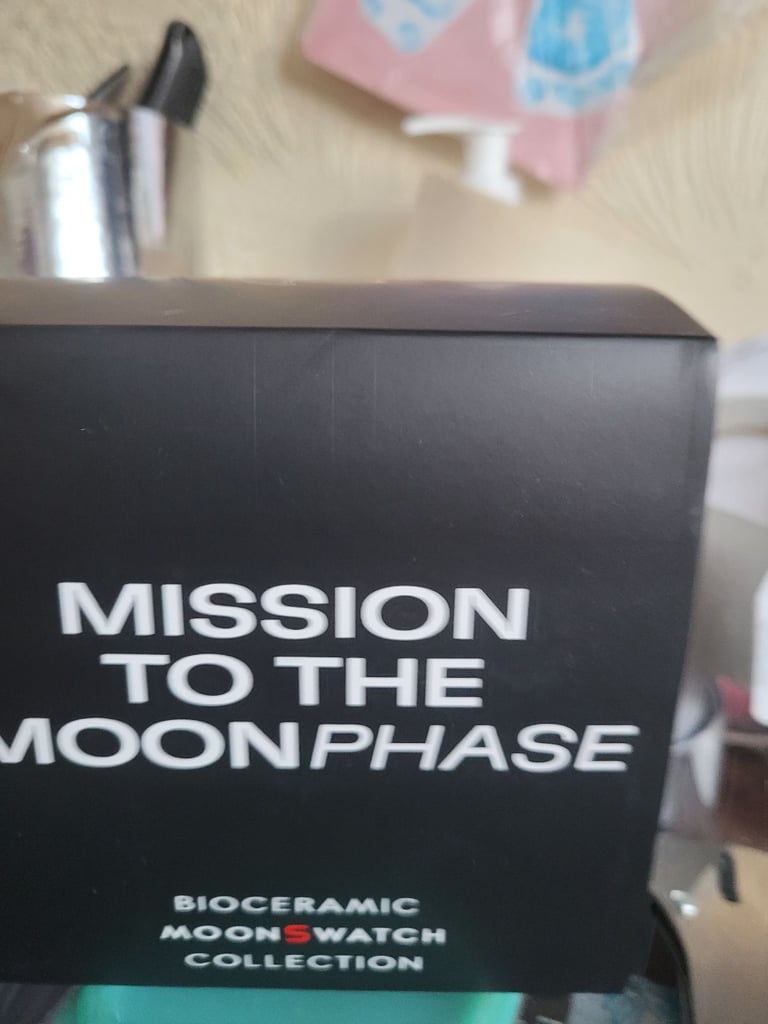 MISSION
TO THE
MOONPHASE
BIOCERAMIC
MOONSWATCH
COLLECTION